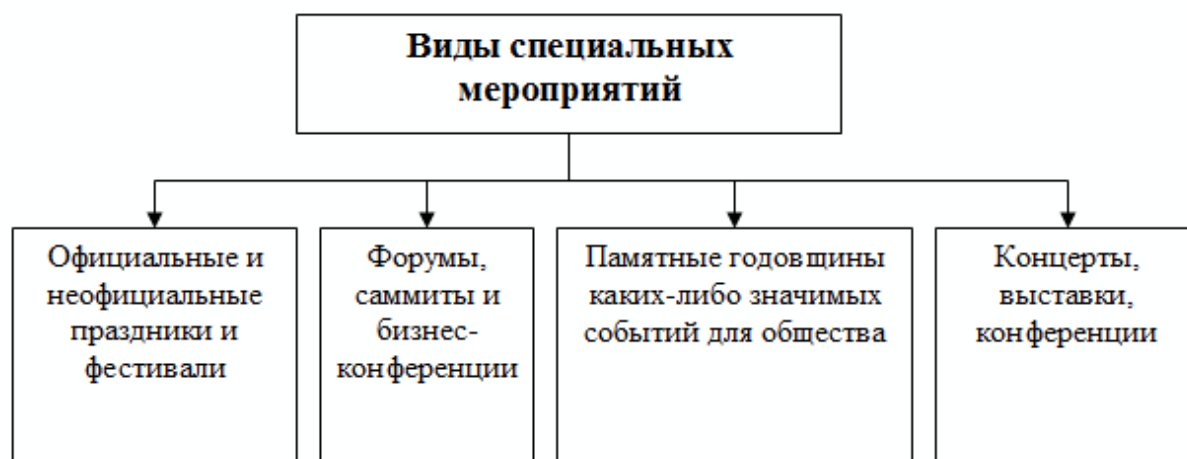 Виды специальных
мероприятий
Официальные и
неофициальные
праздники и
фестивали
Форумы,
саммиты и
бизнес-
конференции
Памятные годовщины
каких-либо значимых
событий для общества
Концерты,
выставки,
конференции